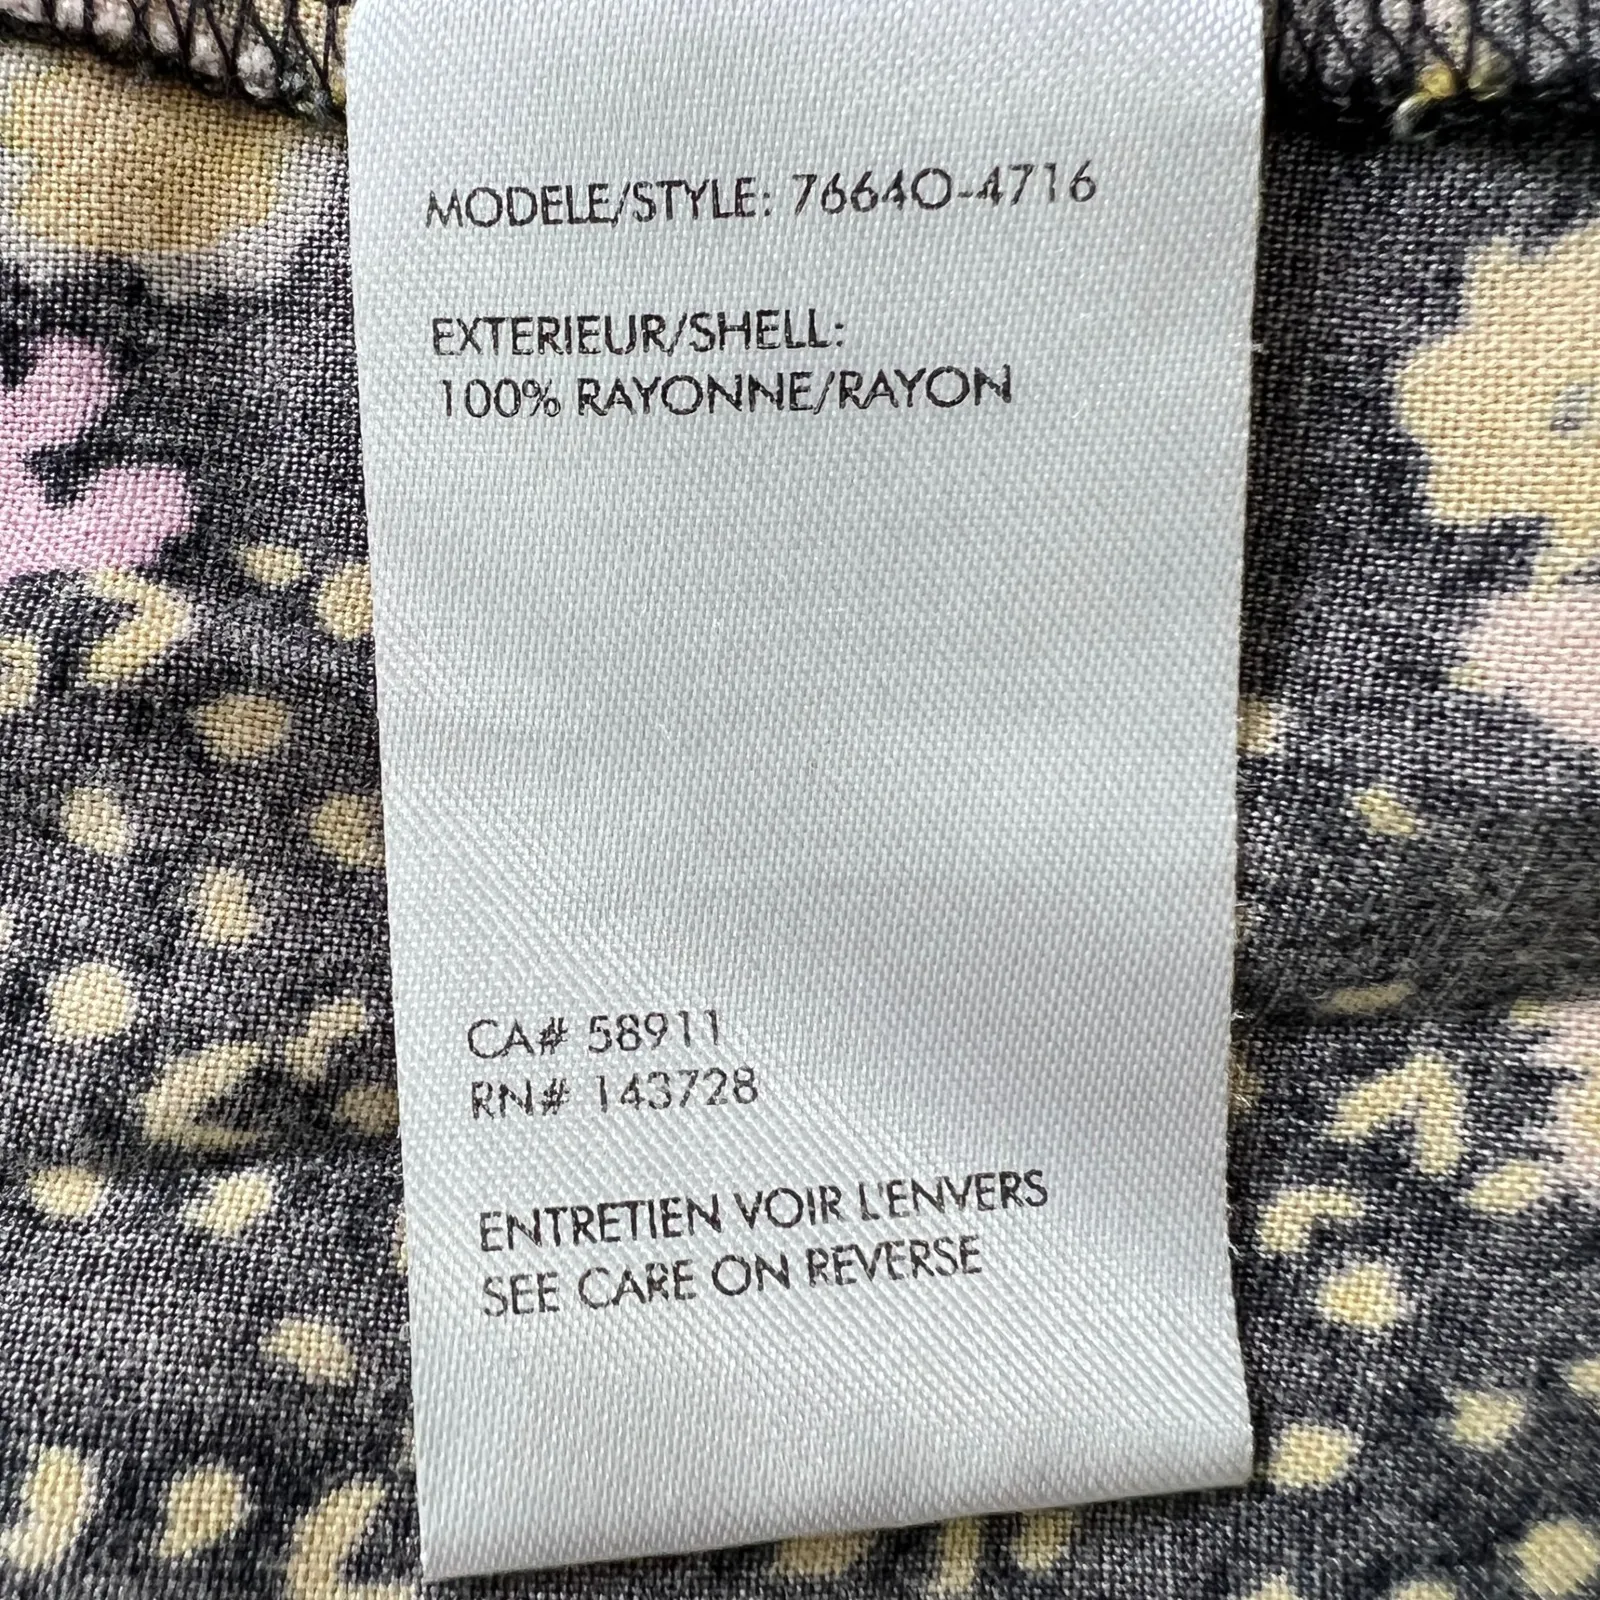 MODELE/STYLE: 76640-4716
EXTERIEUR/SHELL:
100% RAYONNE/RAYON
CA# 58911
RN# 143728
ENTRETIEN VOIR L'ENVERS
SEE CARE ON REVERSE